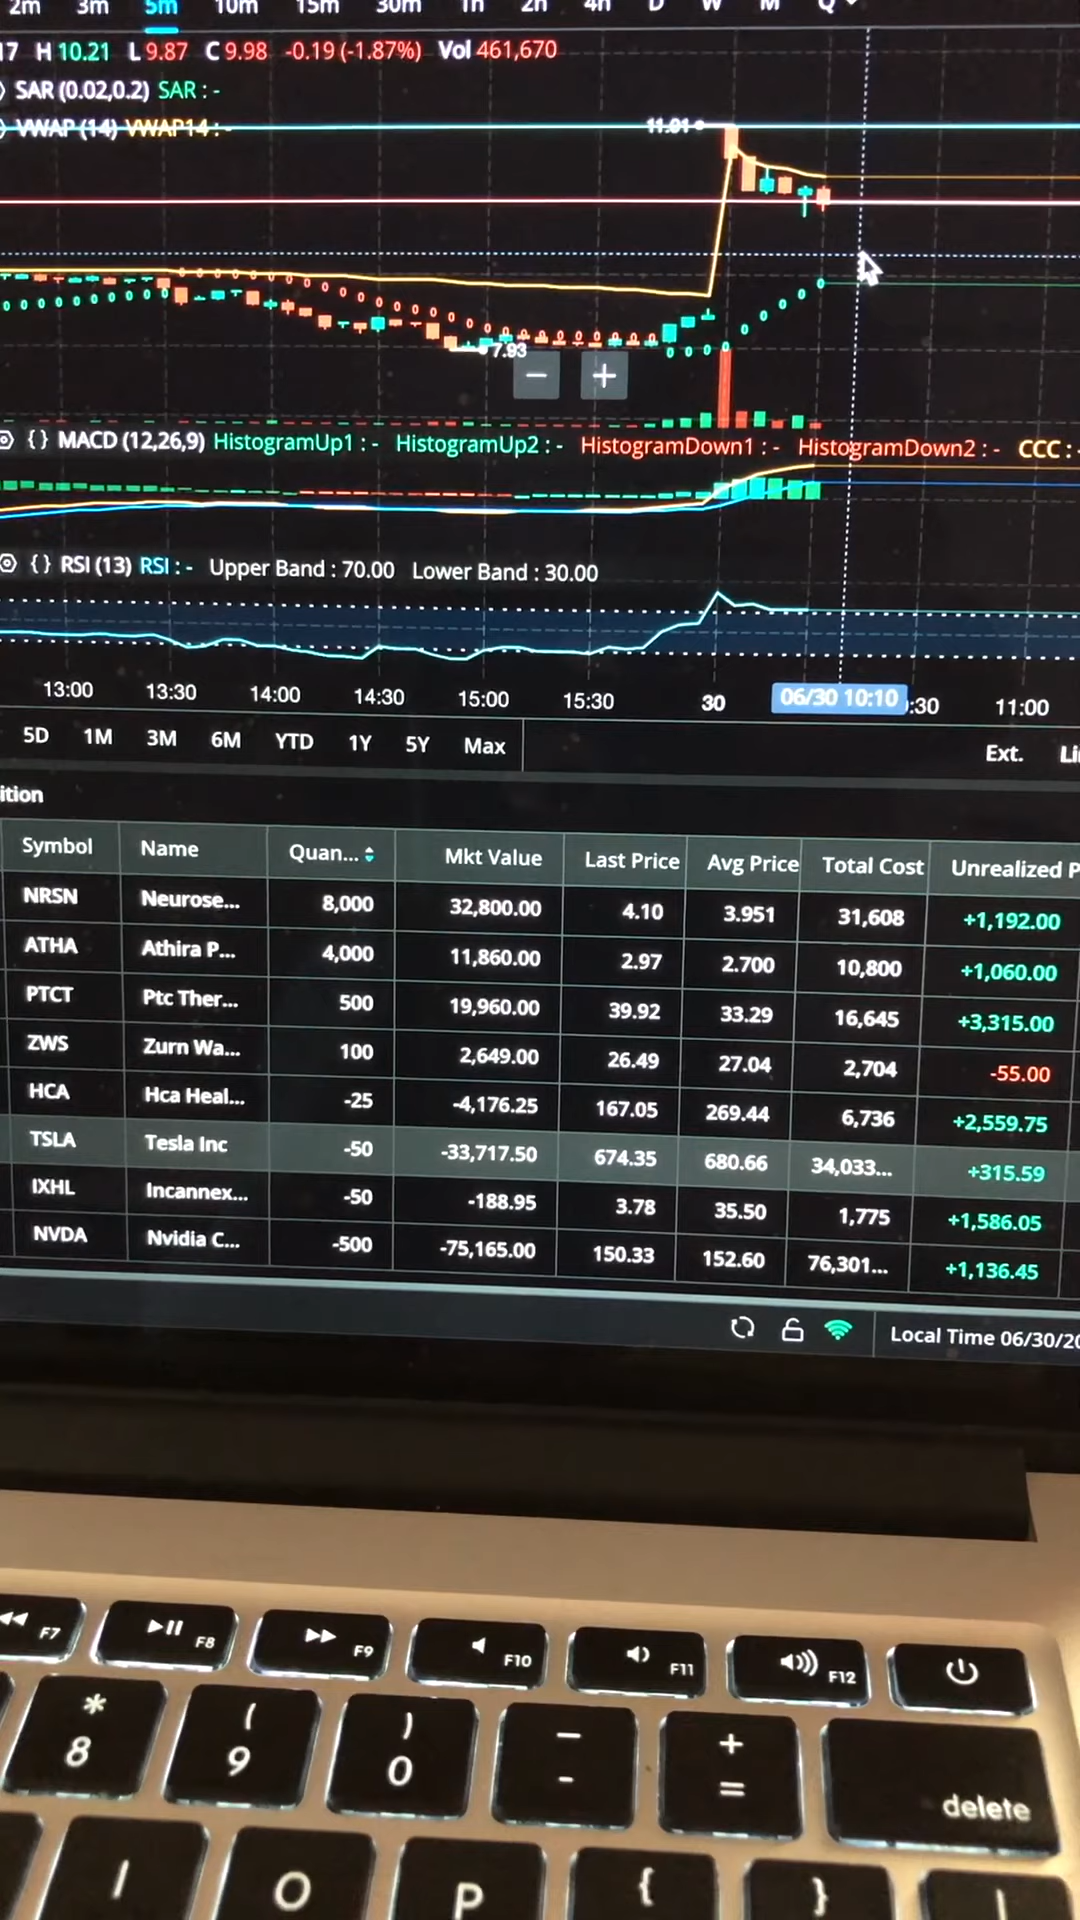 2m 3m 5m 10m 15m 30m 1h 2h 4h D W M Q
17 H 10.21 L 9.87 C 9.98 -0.19 (-1.87%) Vol 461,670
SAR (0.02,0.2) SAR : -
VWAP (14) VWAP14 : -
11.01
7.93
− +
{} MACD (12,26,9) HistogramUp1 : - HistogramUp2 : - HistogramDown1 : - HistogramDown2 : - CCC : -
{} RSI (13) RSI : - Upper Band : 70.00 Lower Band : 30.00
13:00 13:30 14:00 14:30 15:00 15:30 30 06/30 10:10 :30 11:00
5D 1M 3M 6M YTD 1Y 5Y Max Ext. Li
ition
Symbol Name Quan... Mkt Value Last Price Avg Price Total Cost Unrealized P
NRSN Neurose... 8,000 32,800.00 4.10 3.951 31,608 +1,192.00
ATHA Athira P... 4,000 11,860.00 2.97 2.700 10,800 +1,060.00
PTCT Ptc Ther... 500 19,960.00 39.92 33.29 16,645 +3,315.00
ZWS Zurn Wa... 100 2,649.00 26.49 27.04 2,704 -55.00
HCA Hca Heal... -25 -4,176.25 167.05 269.44 6,736 +2,559.75
TSLA Tesla Inc -50 -33,717.50 674.35 680.66 34,033... +315.59
IXHL Incannex... -50 -188.95 3.78 35.50 1,775 +1,586.05
NVDA Nvidia C... -500 -75,165.00 150.33 152.60 76,301... +1,136.45
Local Time 06/30/20
F7 F8 F9 F10 F11 F12
* ( ) − +
8 9 0 - = delete
I O P { }